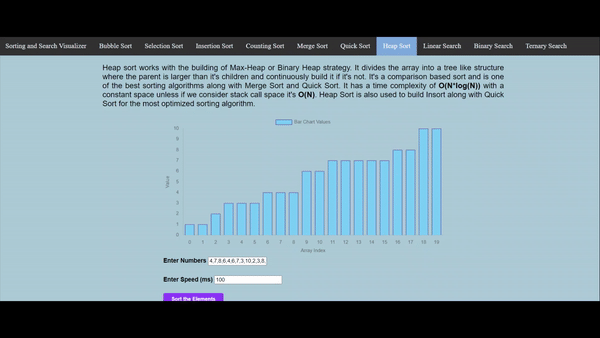 Sorting and Search Visualizer Bubble Sort Selection Sort Insertion Sort Counting Sort Merge Sort Quick Sort Heap Sort Linear Search Binary Search Ternary Search
Heap sort works with the building of Max-Heap or Binary Heap strategy. It divides the array into a tree like structure
where the parent is larger than it's children and continuously build it if it's not. It's a comparison based sort and is one
of the best sorting algorithms along with Merge Sort and Quick Sort. It has a time complexity of O(N*log(N)) with a
constant space unless if we consider stack call space it's O(N). Heap Sort is also used to build Insort along with Quick
Sort for the most optimized sorting algorithm.
Bar Chart Values
10
9
8
7
6
5
4
3
2
1
0
Value
0 1 2 3 4 5 6 7 8 9 10 11 12 13 14 15 16 17 18 19
Array Index
Enter Numbers 4,7,8,6,4,6,7,3,10,2,3,8,
Enter Speed (ms) 100
Sort the Elements